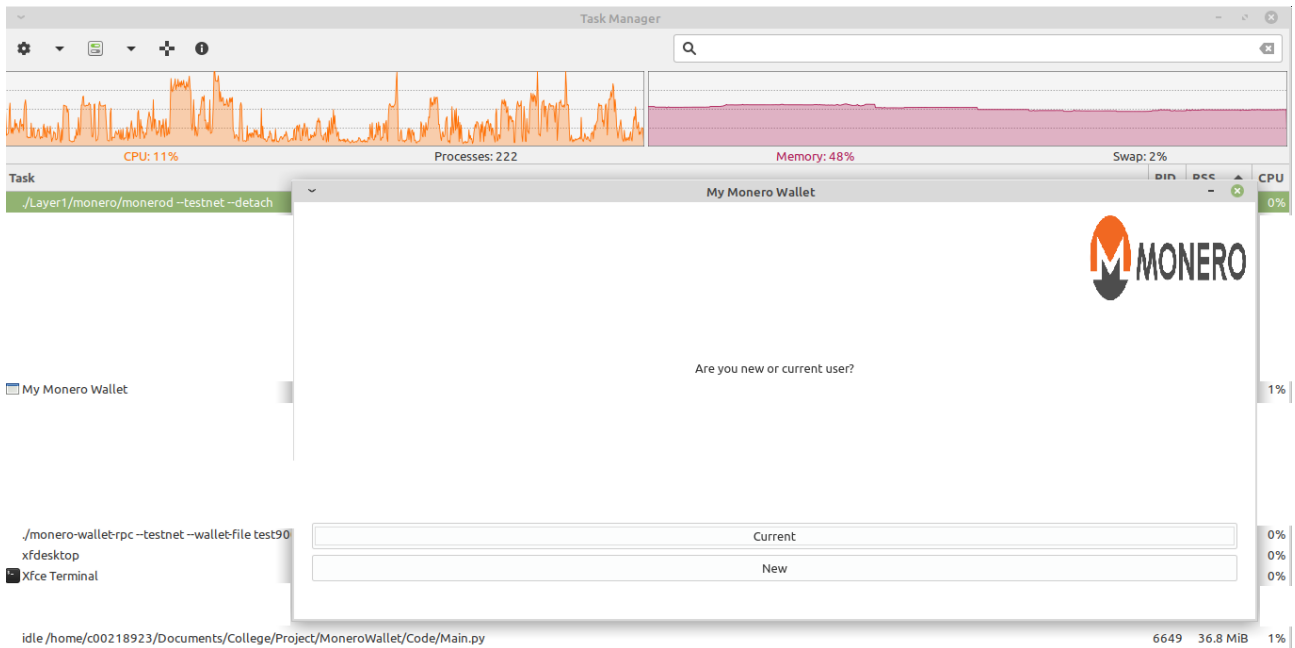 Task Manager
CPU: 11%
Processes: 222
Memory: 48%
Swap: 2%
Task
PID
RSS
CPU
./Layer1/monero/monerod --testnet --detach
0%
My Monero Wallet
MONERO
Are you new or current user?
My Monero Wallet
1%
./monero-wallet-rpc --testnet --wallet-file test90
0%
Current
xfdesktop
0%
New
Xfce Terminal
0%
idle /home/c00218923/Documents/College/Project/MoneroWallet/Code/Main.py
6649
36.8 MiB
1%